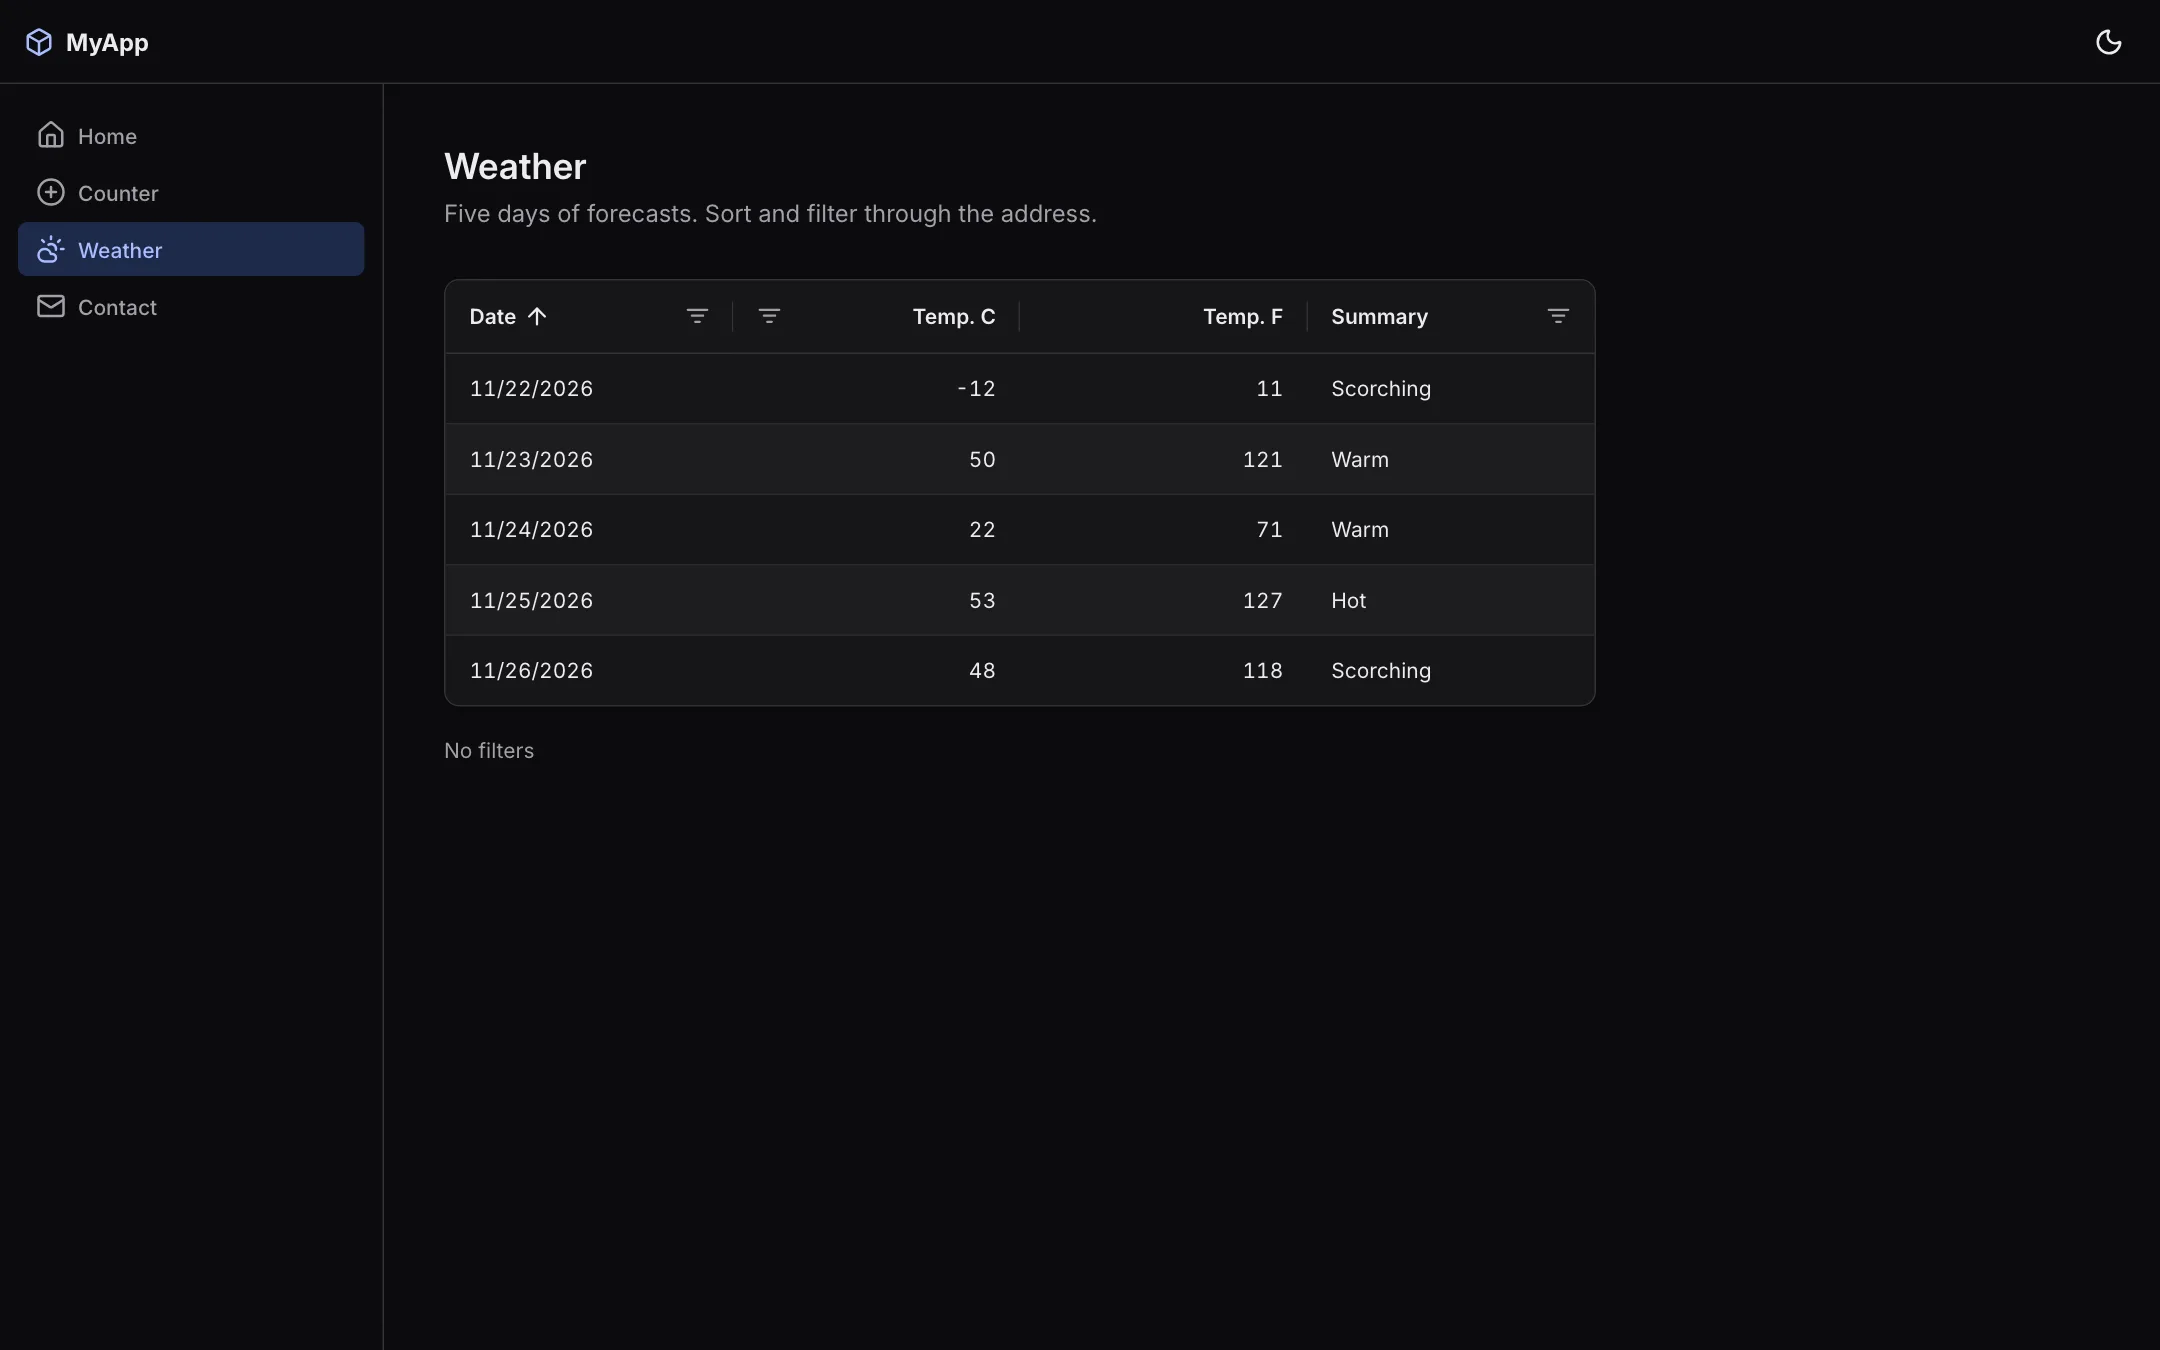 MyApp
Home
Counter
Weather
Contact
Weather
Five days of forecasts. Sort and filter through the address.
Date Temp. C Temp. F Summary
11/22/2026 -12 11 Scorching
11/23/2026 50 121 Warm
11/24/2026 22 71 Warm
11/25/2026 53 127 Hot
11/26/2026 48 118 Scorching
No filters